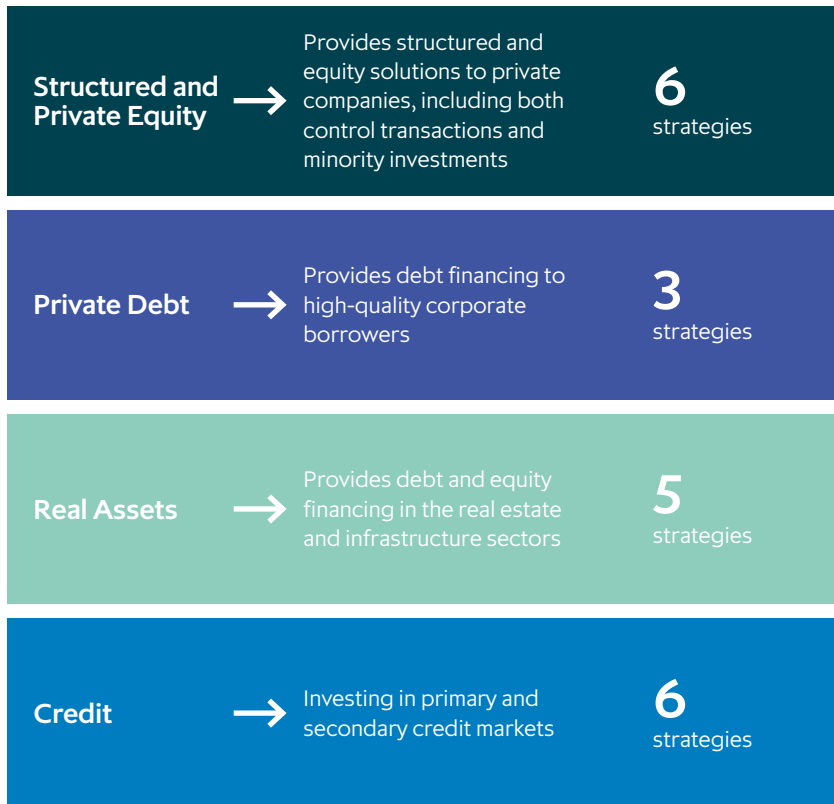 Structured and
Private Equity
Provides structured and
equity solutions to private
companies, including both
control transactions and
minority investments
6
strategies
Private Debt
Provides debt financing to
high-quality corporate
borrowers
3
strategies
Real Assets
Provides debt and equity
financing in the real estate
and infrastructure sectors
5
strategies
Credit
Investing in primary and
secondary credit markets
6
strategies